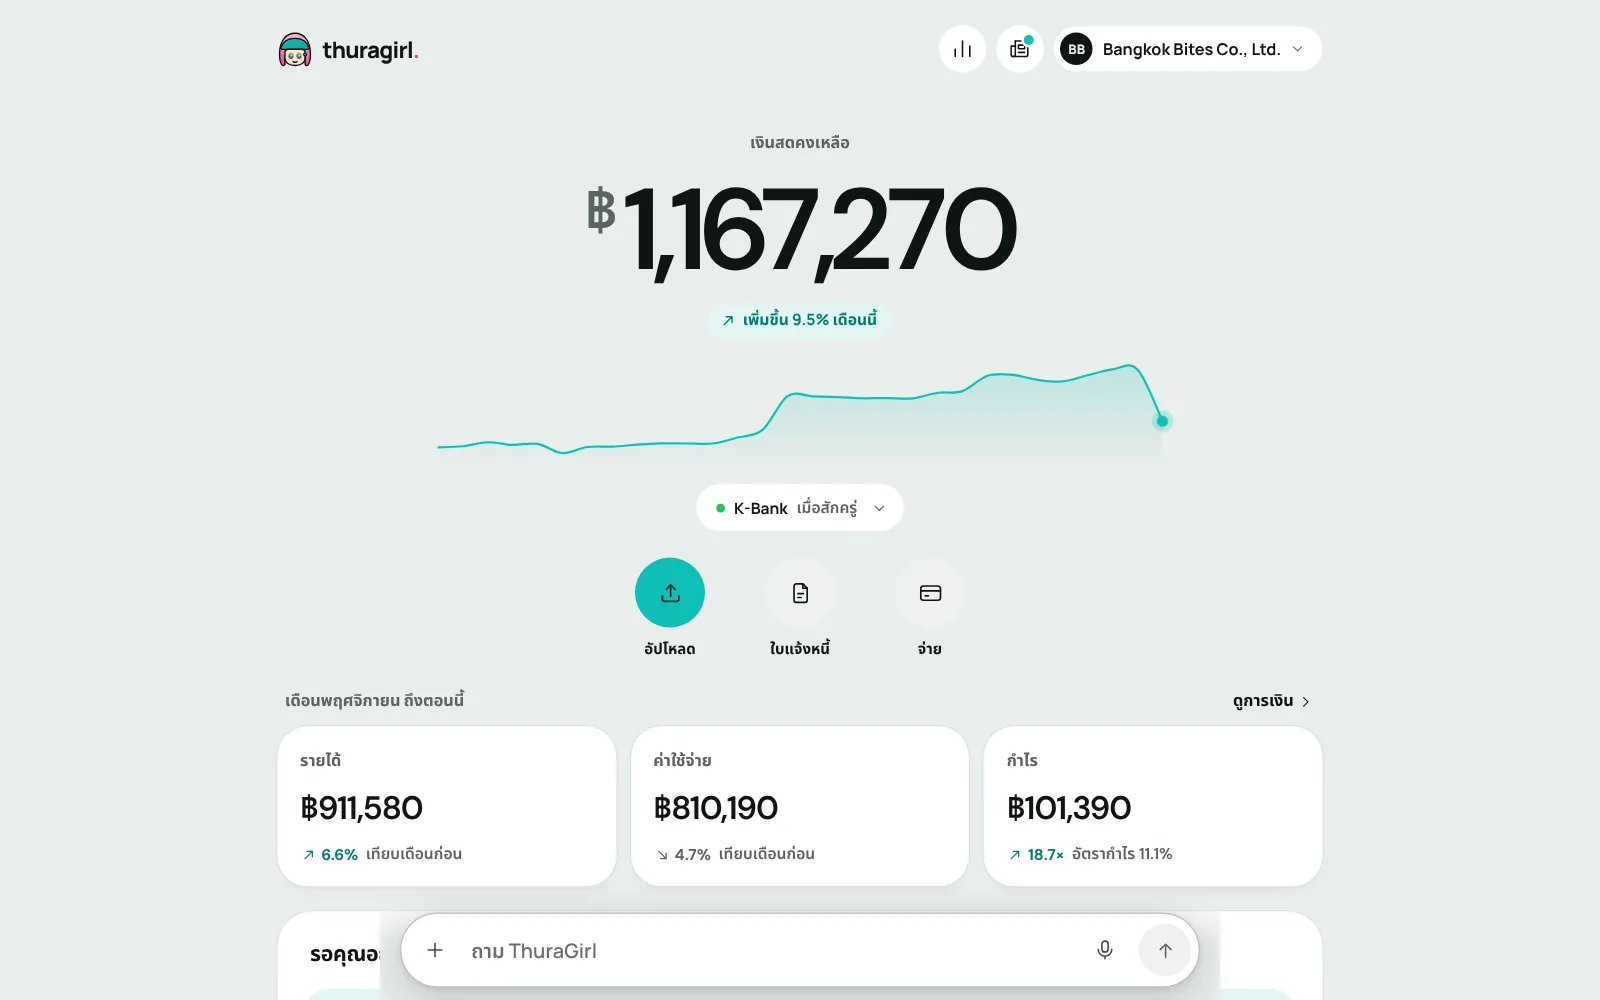 thuragirl.
BB Bangkok Bites Co., Ltd.
เงินสดคงเหลือ
฿1,167,270
เพิ่มขึ้น 9.5% เดือนนี้
K-Bank เมื่อสักครู่
อัปโหลด ใบแจ้งหนี้ จ่าย
เดือนพฤศจิกายน ถึงตอนนี้ ดูการเงิน
รายได้
฿911,580
6.6% เทียบเดือนก่อน
ค่าใช้จ่าย
฿810,190
4.7% เทียบเดือนก่อน
กำไร
฿101,390
18.7× อัตรากำไร 11.1%
รอคุณ
ถาม ThuraGirl